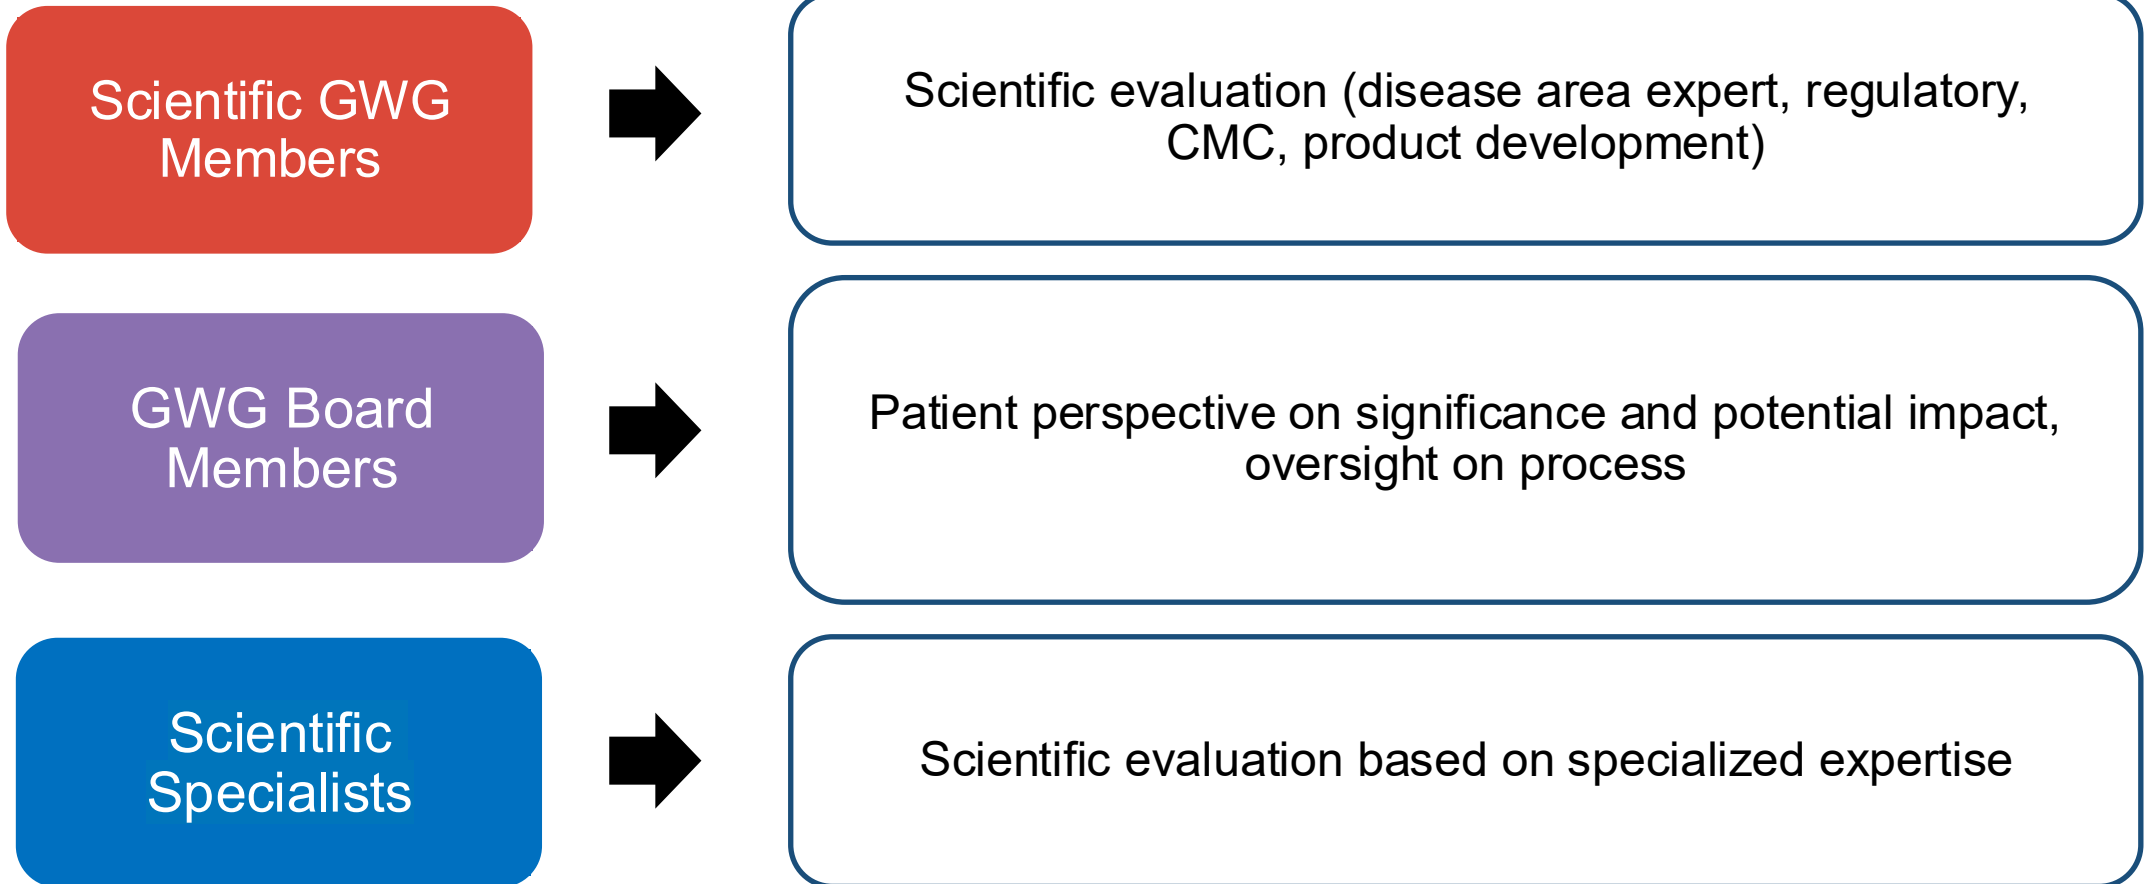 Scientific GWG
Members
Scientific evaluation (disease area expert, regulatory,
CMC, product development)
GWG Board
Members
Patient perspective on significance and potential impact,
oversight on process
Scientific
Specialists
Scientific evaluation based on specialized expertise